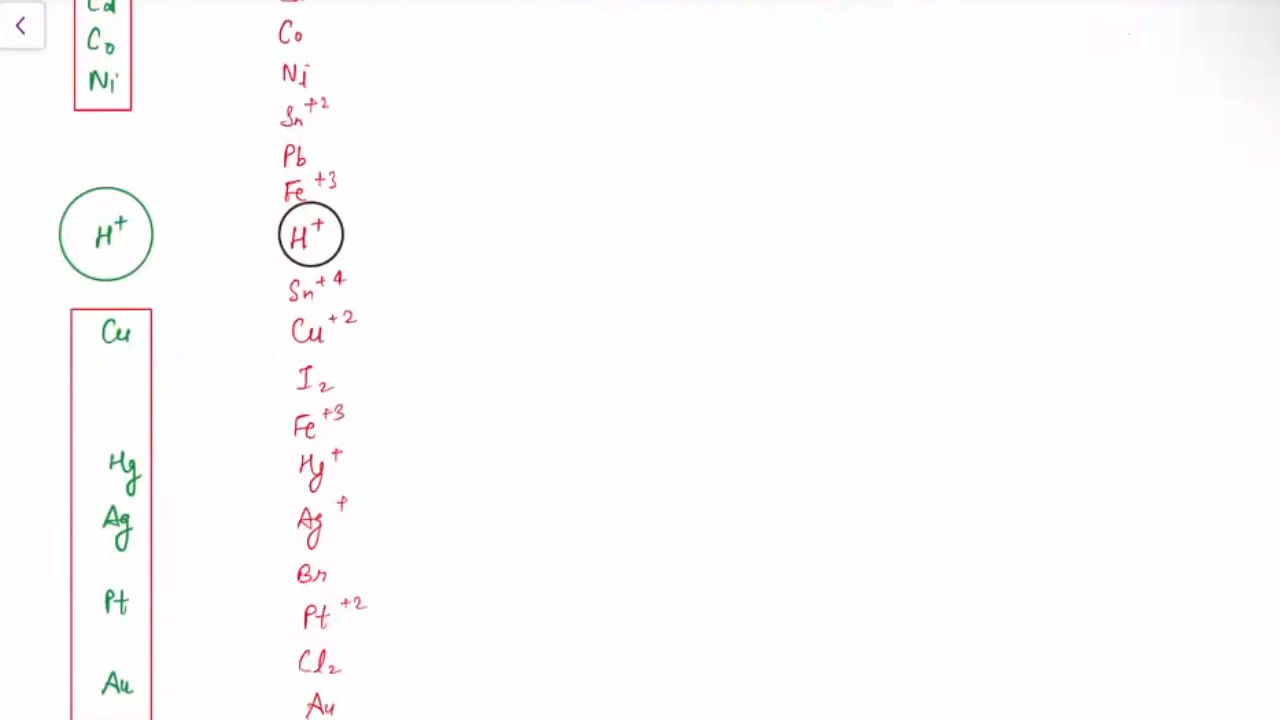 Cd
Co Co
Ni Ni
Sn+2
Pb
Fe+3
H+ H+
Sn+4
Cu Cu+2
I2
Fe+3
Hg Hg+
Ag Ag+
Br
Pt Pt+2
Cl2
Au Au